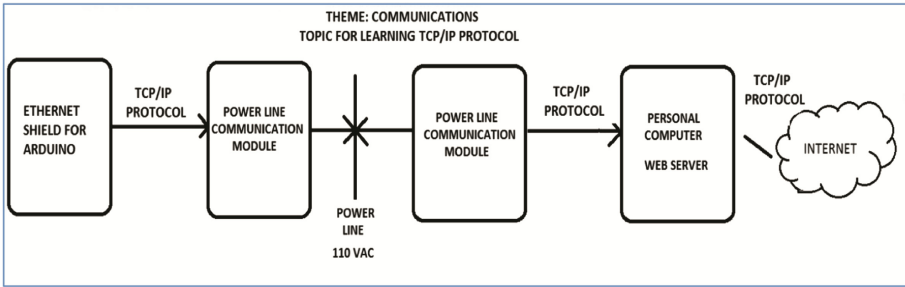 THEME: COMMUNICATIONS
TOPIC FOR LEARNING TCP/IP PROTOCOL
ETHERNET
SHIELD FOR
ARDUINO
TCP/IP
PROTOCOL
POWER LINE
COMMUNICATION
MODULE
POWER
LINE
110 VAC
POWER LINE
COMMUNICATION
MODULE
TCP/IP
PROTOCOL
PERSONAL
COMPUTER
WEB SERVER
TCP/IP
PROTOCOL
INTERNET